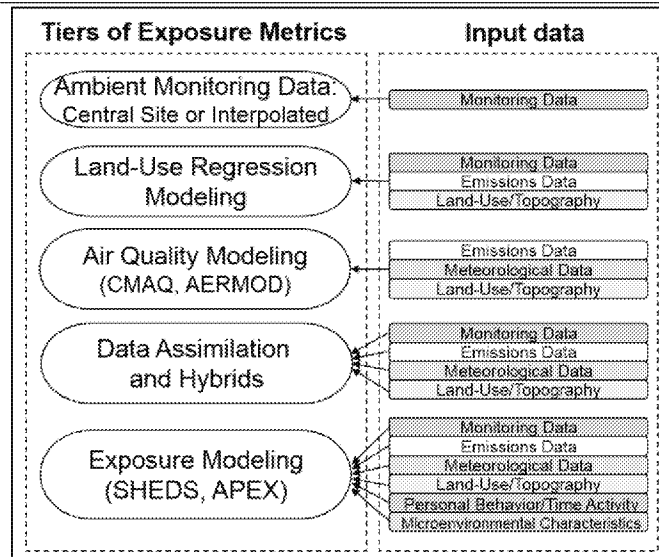 Tiers of Exposure Metrics
Input data
Ambient Monitoring Data:
Central Site or Interpolated
Monitoring Data
Land-Use Regression
Modeling
Monitoring Data
Emissions Data
Land-Use/Topography
Air Quality Modeling
(CMAQ, AERMOD)
Emissions Data
Meteorological Data
Land-Use/Topography
Data Assimilation
and Hybrids
Monitoring Data
Emissions Data
Meteorological Data
Land-Use/Topography
Exposure Modeling
(SHEDS, APEX)
Monitoring Data
Emissions Data
Meteorological Data
Land-Use/Topography
Personal Behavior/Time Activity
Microenvironmental Characteristics